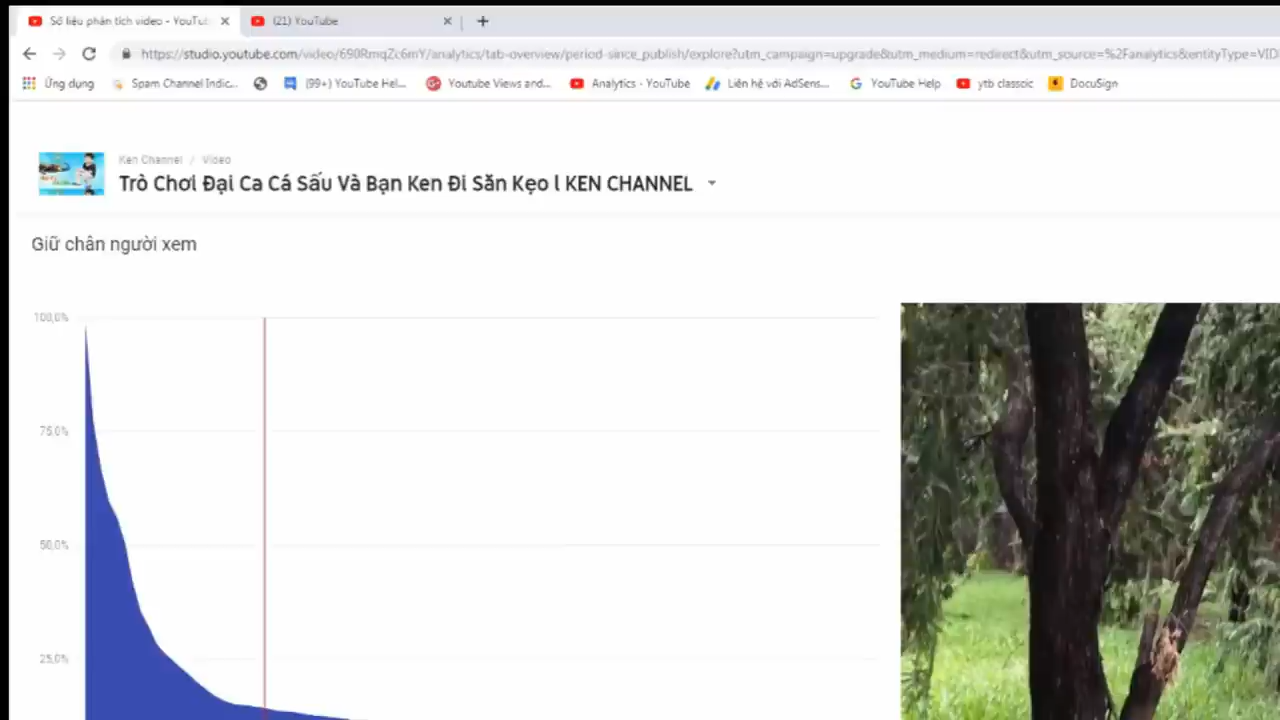 Số liệu phân tích video - YouTu
(21) YouTube
https://studio.youtube.com/video/690RmqZc6mY/analytics/tab-overview/period-since_publish/explore?utm_campaign=upgrade&utm_medium=redirect&utm_source=%2Fanalytics&entityType=VID
Ứng dụng Spam Channel Indic... (99+) YouTube Hel... Youtube Views and... Analytics - YouTube Liên hệ với AdSens... YouTube Help ytb classcic DocuSign
Ken Channel / Video
Trò Chơi Đại Ca Cá Sấu Và Bạn Ken Đi Săn Kẹo l KEN CHANNEL
Giữ chân người xem
100,0%
75,0%
50,0%
25,0%